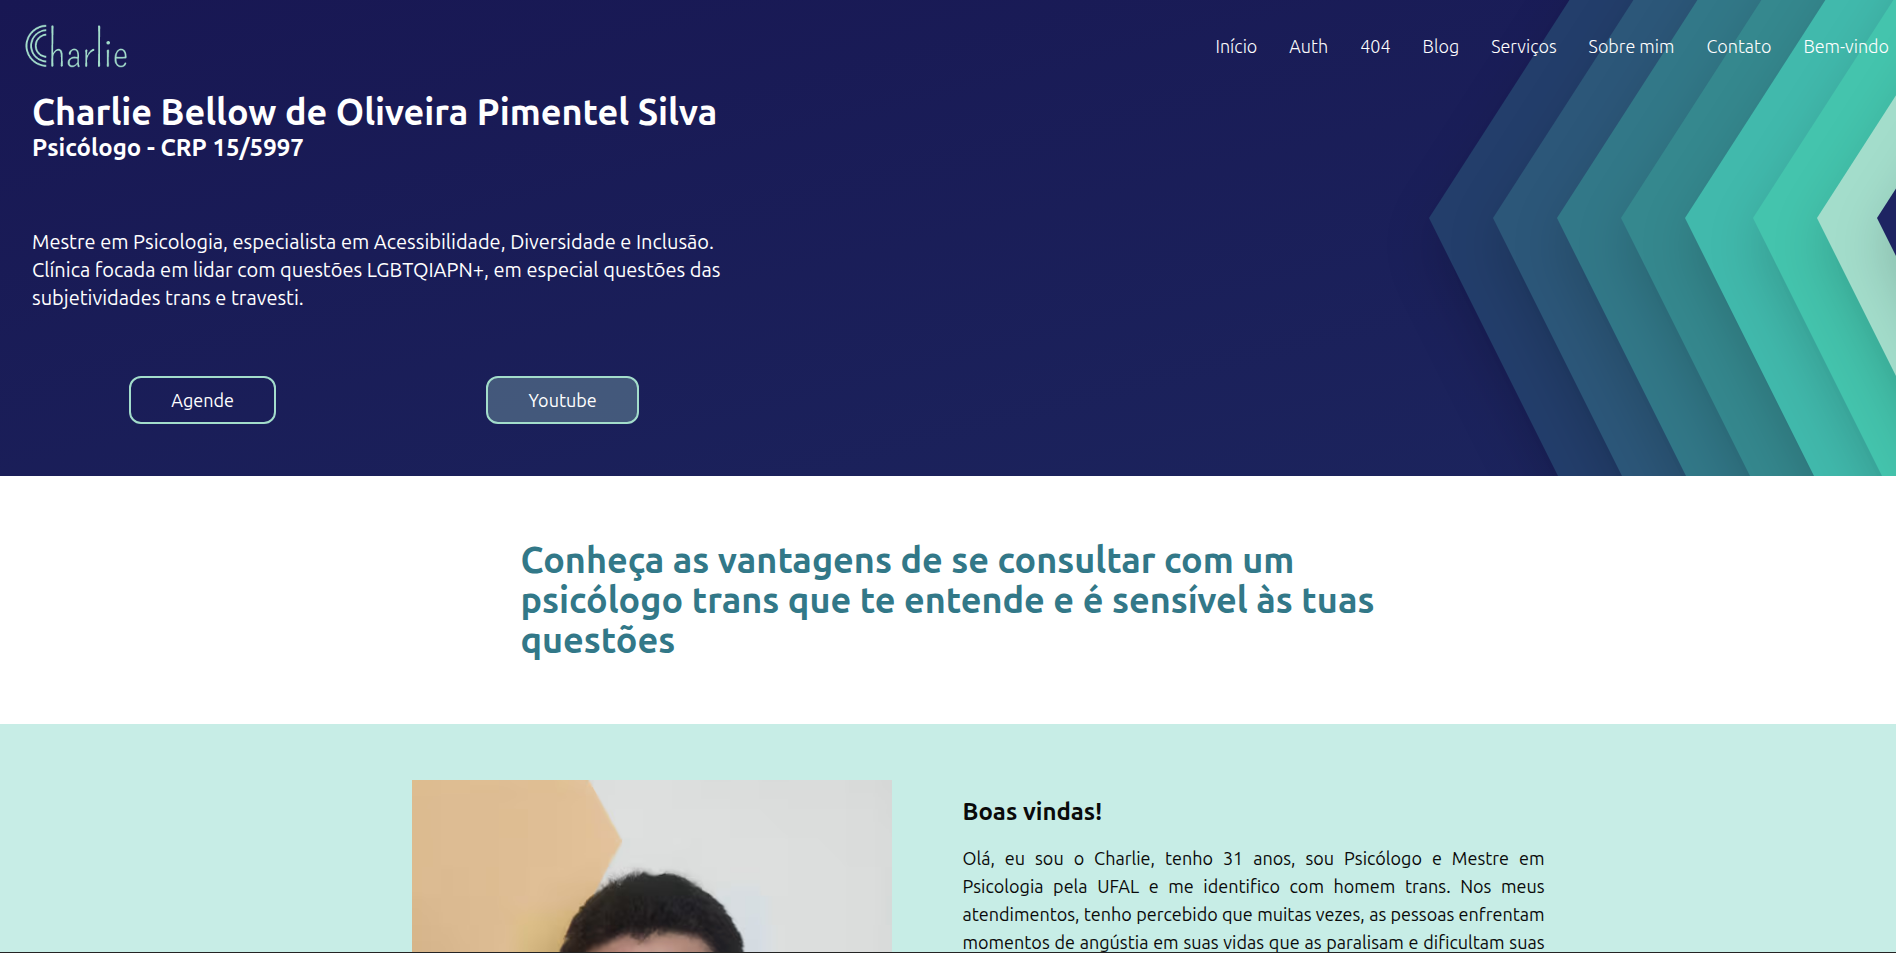 Charlie
Início Auth 404 Blog Serviços Sobre mim Contato Bem-vindo
Charlie Bellow de Oliveira Pimentel Silva
Psicólogo - CRP 15/5997
Mestre em Psicologia, especialista em Acessibilidade, Diversidade e Inclusão.
Clínica focada em lidar com questões LGBTQIAPN+, em especial questões das
subjetividades trans e travesti.
Agende Youtube
Conheça as vantagens de se consultar com um
psicólogo trans que te entende e é sensível às tuas
questões
Boas vindas!
Olá, eu sou o Charlie, tenho 31 anos, sou Psicólogo e Mestre em
Psicologia pela UFAL e me identifico com homem trans. Nos meus
atendimentos, tenho percebido que muitas vezes, as pessoas enfrentam
momentos de angústia em suas vidas que as paralisam e dificultam suas